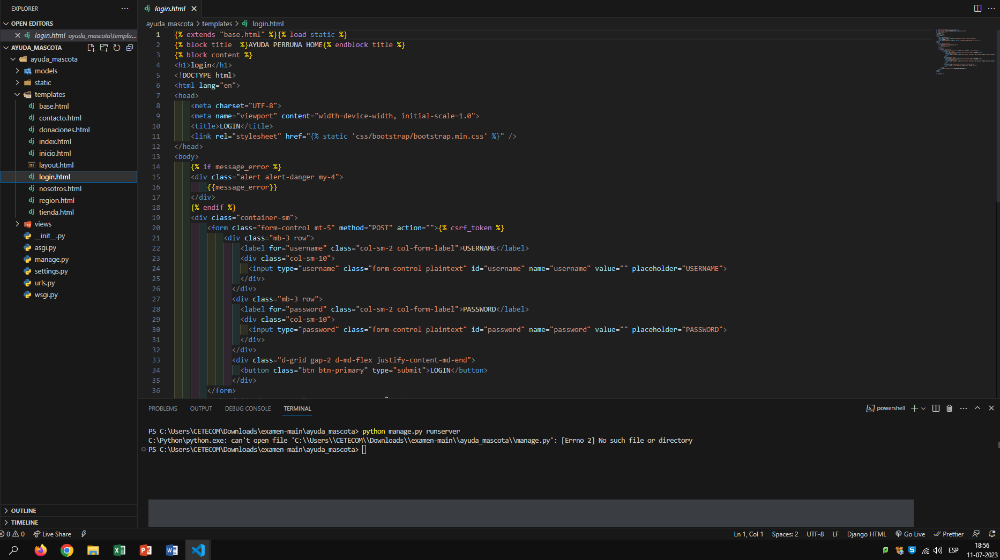 EXPLORER
login.html
OPEN EDITORS
login.html ayuda_mascota\templa...
AYUDA_MASCOTA
ayuda_mascota
models
static
templates
base.html
contacto.html
donaciones.html
index.html
inicio.html
layout.html
login.html
nosotros.html
region.html
tienda.html
views
__init__.py
asgi.py
manage.py
settings.py
urls.py
wsgi.py
OUTLINE
TIMELINE
ayuda_mascota > templates > login.html
1 {% extends "base.html" %}{% load static %}
2 {% block title  %}AYUDA PERRUNA HOME{% endblock title %}
3 {% block content %}
4 <h1>login</h1>
5 <!DOCTYPE html>
6 <html lang="en">
7 <head>
8 <meta charset="UTF-8">
9 <meta name="viewport" content="width=device-width, initial-scale=1.0">
10 <title>LOGIN</title>
11 <link rel="stylesheet" href="{% static 'css/bootstrap/bootstrap.min.css' %}" />
12 </head>
13 <body>
14 {% if message_error %}
15 <div class="alert alert-danger my-4">
16 {{message_error}}
17 </div>
18 {% endif %}
19 <div class="container-sm">
20 <form class="form-control mt-5" method="POST" action="">{% csrf_token %}
21 <div class="mb-3 row">
22 <label for="username" class="col-sm-2 col-form-label">USERNAME</label>
23 <div class="col-sm-10">
24 <input type="username" class="form-control plaintext" id="username" name="username" value="" placeholder="USERNAME">
25 </div>
26 </div>
27 <div class="mb-3 row">
28 <label for="password" class="col-sm-2 col-form-label">PASSWORD</label>
29 <div class="col-sm-10">
30 <input type="password" class="form-control plaintext" id="password" name="password" value="" placeholder="PASSWORD">
31 </div>
32 </div>
33 <div class="d-grid gap-2 d-md-flex justify-content-md-end">
34 <button class="btn btn-primary" type="submit">LOGIN</button>
35 </div>
36 </form>
PROBLEMS OUTPUT DEBUG CONSOLE TERMINAL
powershell
PS C:\Users\CETECOM\Downloads\examen-main\ayuda_mascota> python manage.py runserver
C:\Python\python.exe: can't open file 'C:\\Users\\CETECOM\\Downloads\\examen-main\\ayuda_mascota\\manage.py': [Errno 2] No such file or directory
PS C:\Users\CETECOM\Downloads\examen-main\ayuda_mascota>
0 0 Live Share
Ln 1, Col 1 Spaces: 2 UTF-8 LF Django HTML Go Live Prettier
ESP
18:56
11-07-2023